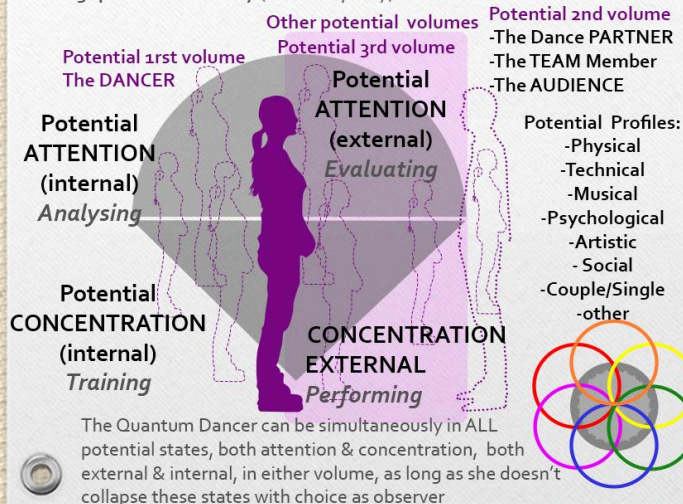 Other potential volumes
Potential 3rd volume
Potential 2nd volume
-The Dance PARTNER
-The TEAM Member
-The AUDIENCE
Potential 1rst volume
The DANCER
Potential
ATTENTION
(internal)
Analysing
Potential
ATTENTION
(external)
Evaluating
Potential Profiles:
-Physical
-Technical
-Musical
-Psychological
-Artistic
- Social
-Couple/Single
-other
Potential
CONCENTRATION
(internal)
Training
CONCENTRATION
EXTERNAL
Performing
The Quantum Dancer can be simultaneously in ALL
potential states, both attention & concentration, both
external & internal, in either volume, as long as she doesn't
collapse these states with choice as observer